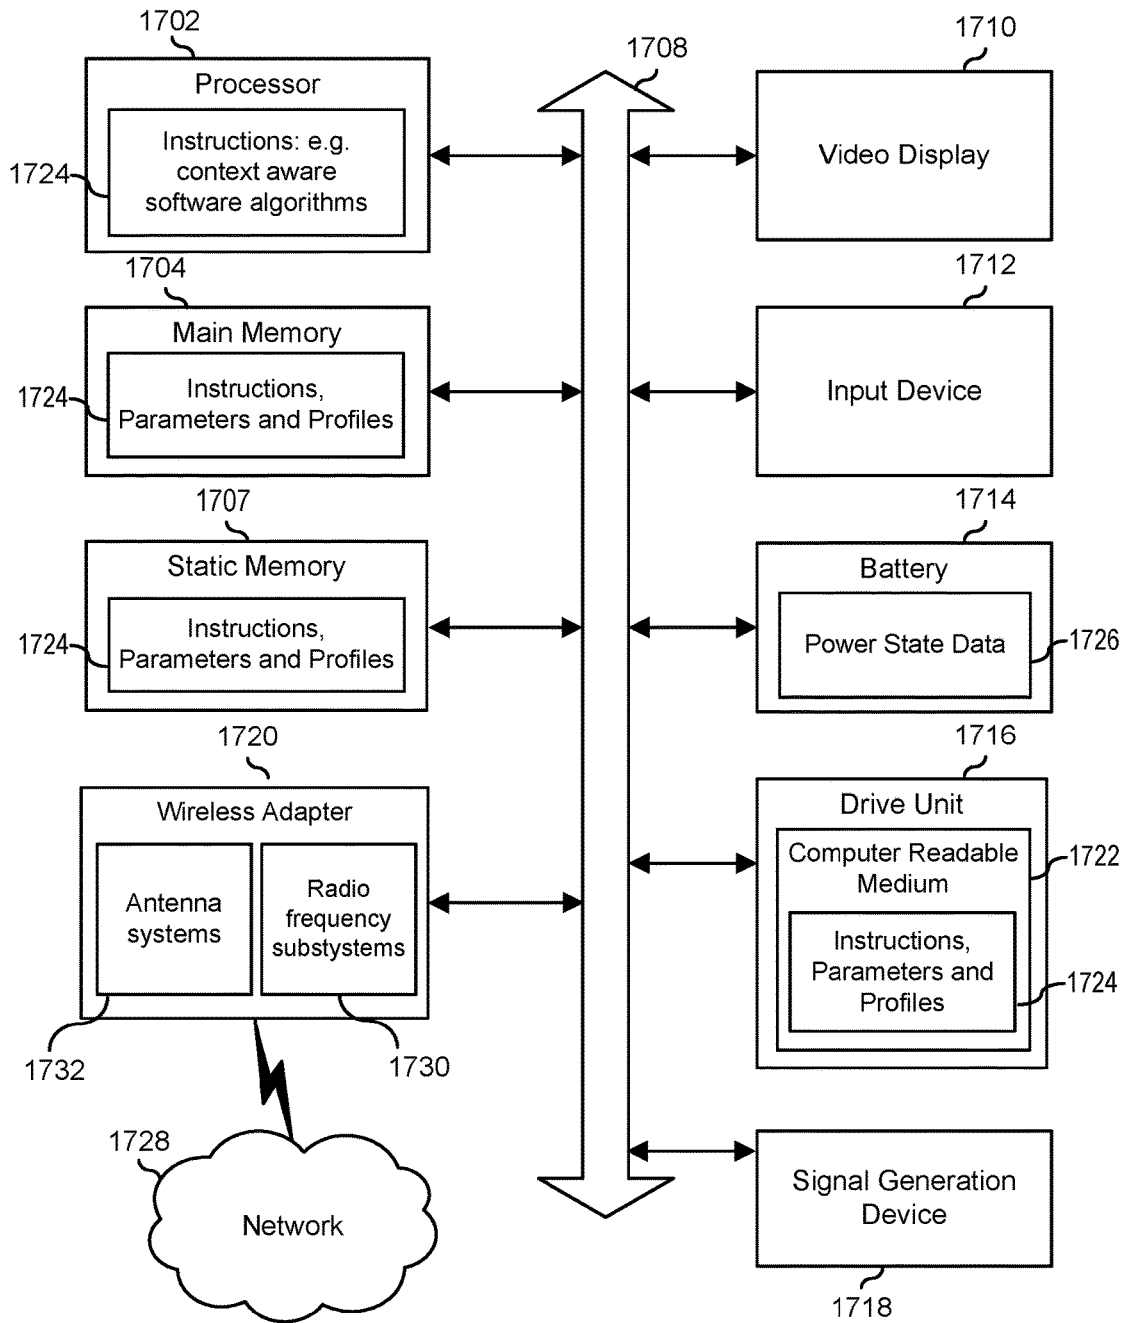 1702
Processor
Instructions: e.g.
context aware
software algorithms
1724
1704
Main Memory
Instructions,
Parameters and Profiles
1724
1707
Static Memory
Instructions,
Parameters and Profiles
1724
1720
Wireless Adapter
Antenna
systems
Radio
frequency
substystems
1732
1730
1728
Network
1708
1710
Video Display
1712
Input Device
1714
Battery
Power State Data
1726
1716
Drive Unit
Computer Readable
Medium
1722
Instructions,
Parameters and
Profiles
1724
Signal Generation
Device
1718